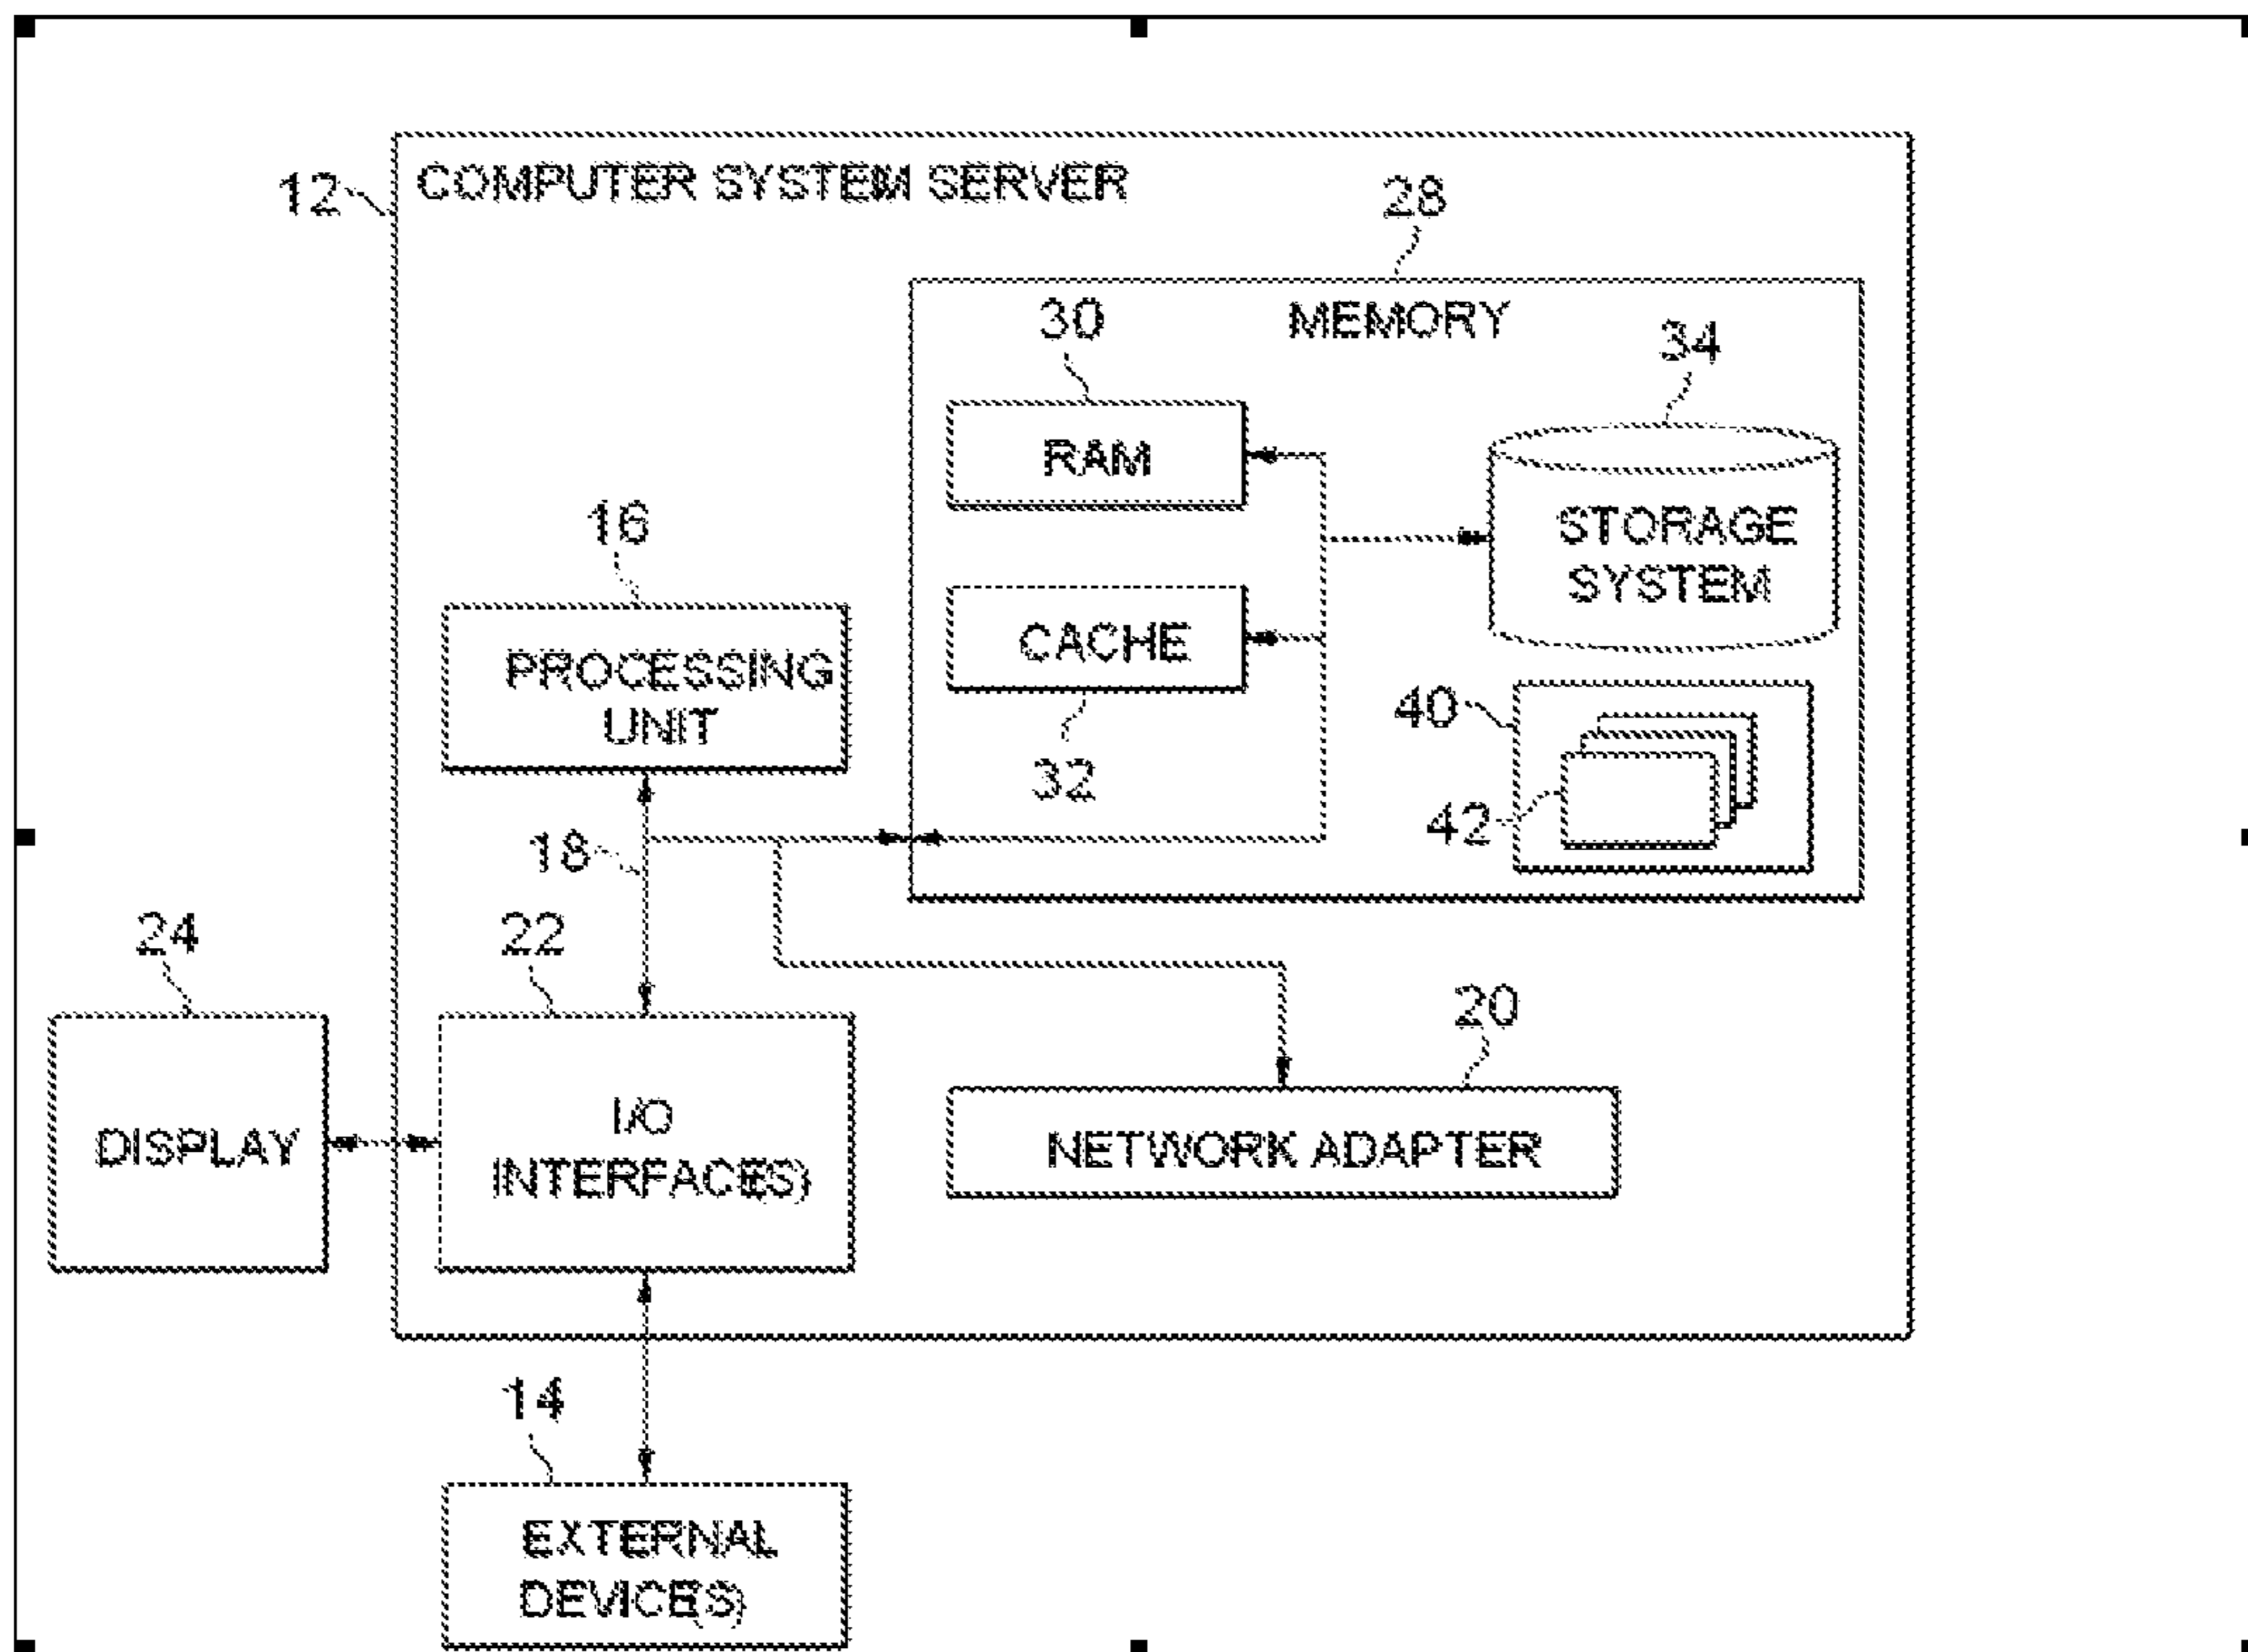 12
COMPUTER SYSTEM SERVER
28
MEMORY
30
34
RAM
STORAGE
SYSTEM
16
PROCESSING
UNIT
CACHE
32
40
42
18
24
22
20
DISPLAY
I/O
INTERFACE(S)
NETWORK ADAPTER
14
EXTERNAL
DEVICE(S)